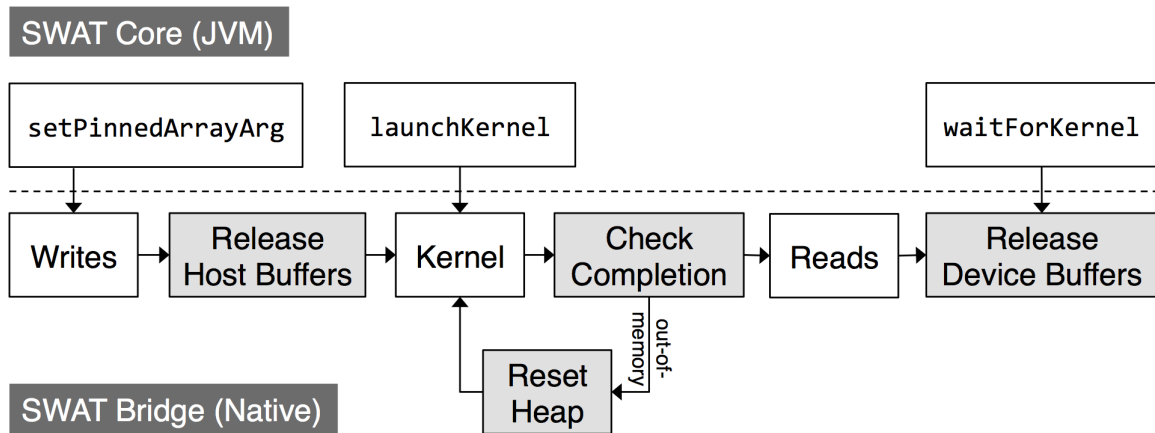 SWAT Core (JVM)
setPinnedArrayArg
launchKernel
waitForKernel
Writes
Release
Host Buffers
Kernel
Check
Completion
Reads
Release
Device Buffers
out-of-
memory
Reset
Heap
SWAT Bridge (Native)